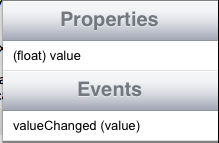 Properties
(float) value
Events
valueChanged (value)